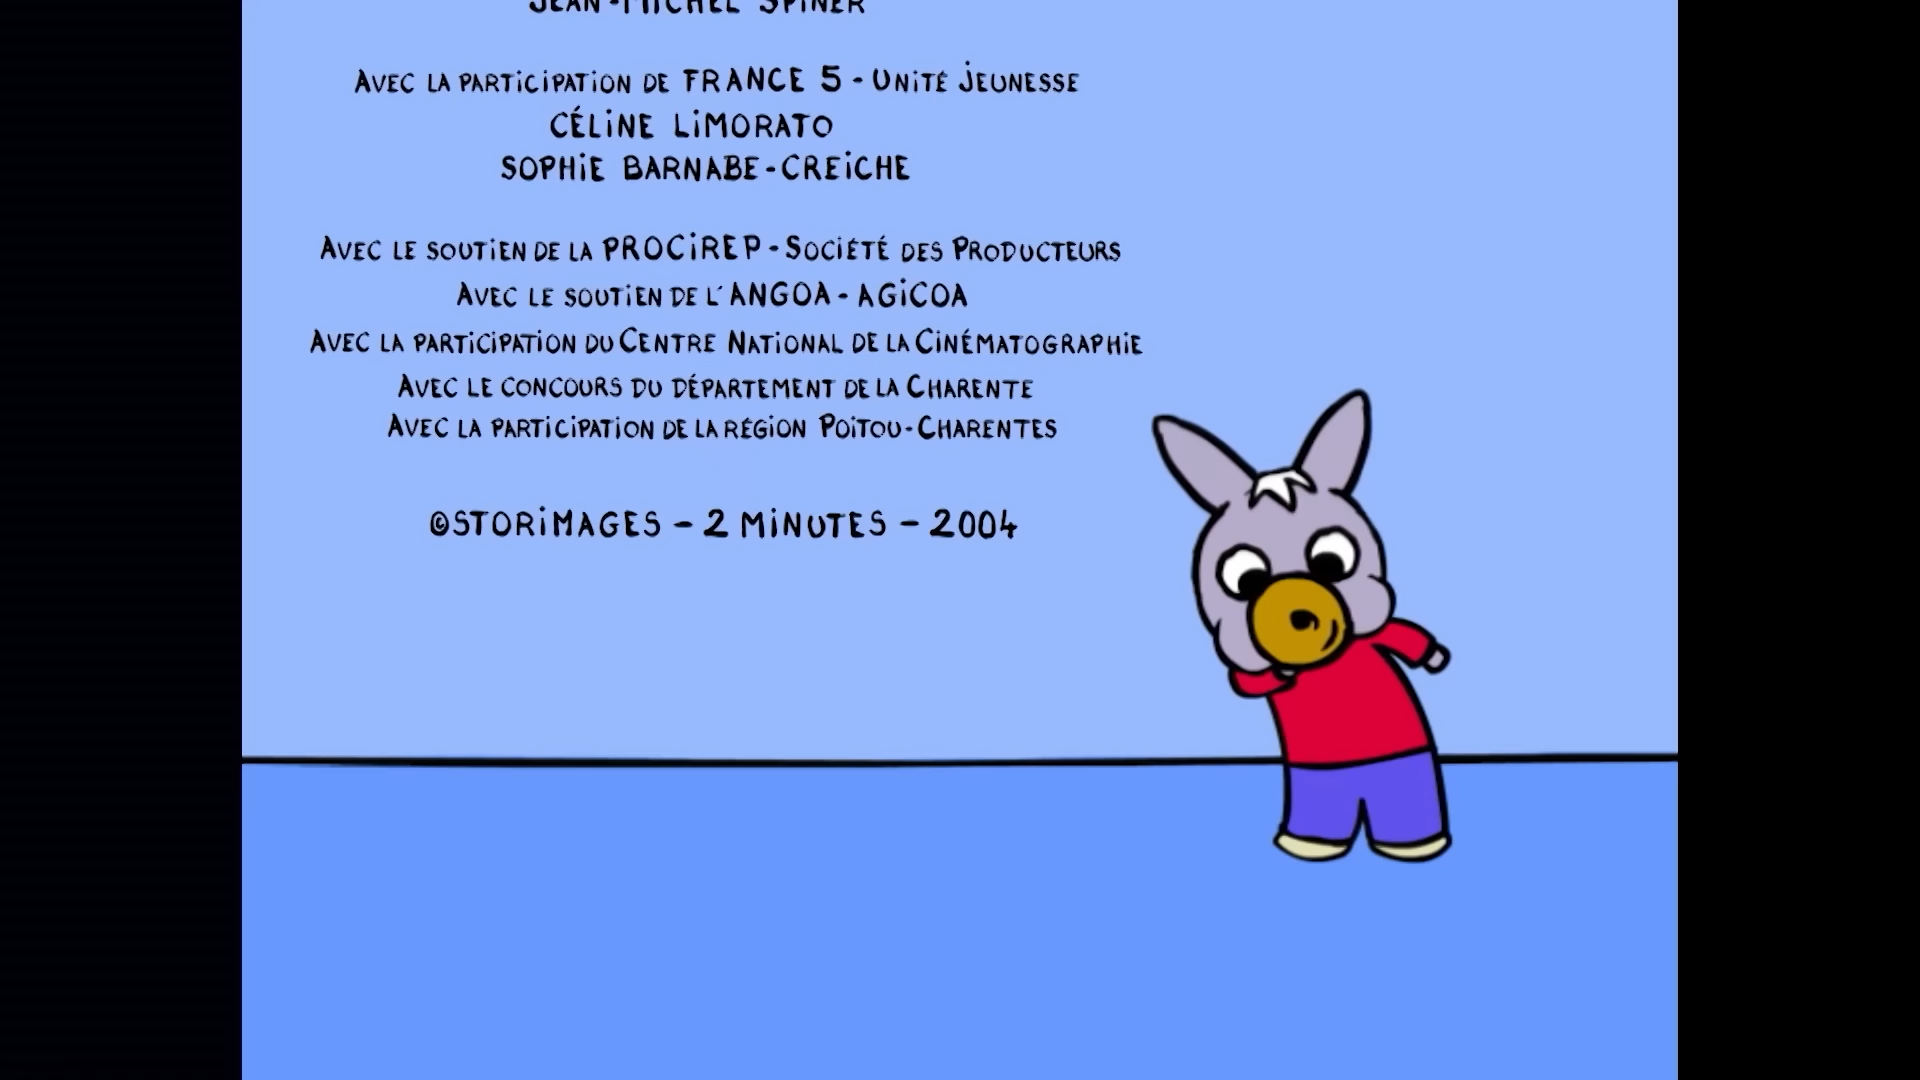 JEAN-MICHEL SPINER
AVEC LA PARTICIPATION DE FRANCE 5 - UNITÉ JEUNESSE
CÉLINE LIMORATO
SOPHIE BARNABE-CREICHE
AVEC LE SOUTIEN DE LA PROCIREP - SOCIÉTÉ DES PRODUCTEURS
AVEC LE SOUTIEN DE L'ANGOA - AGICOA
AVEC LA PARTICIPATION DU CENTRE NATIONAL DE LA CINÉMATOGRAPHIE
AVEC LE CONCOURS DU DÉPARTEMENT DE LA CHARENTE
AVEC LA PARTICIPATION DE LA RÉGION POITOU-CHARENTES
©STORIMAGES - 2 MINUTES - 2004